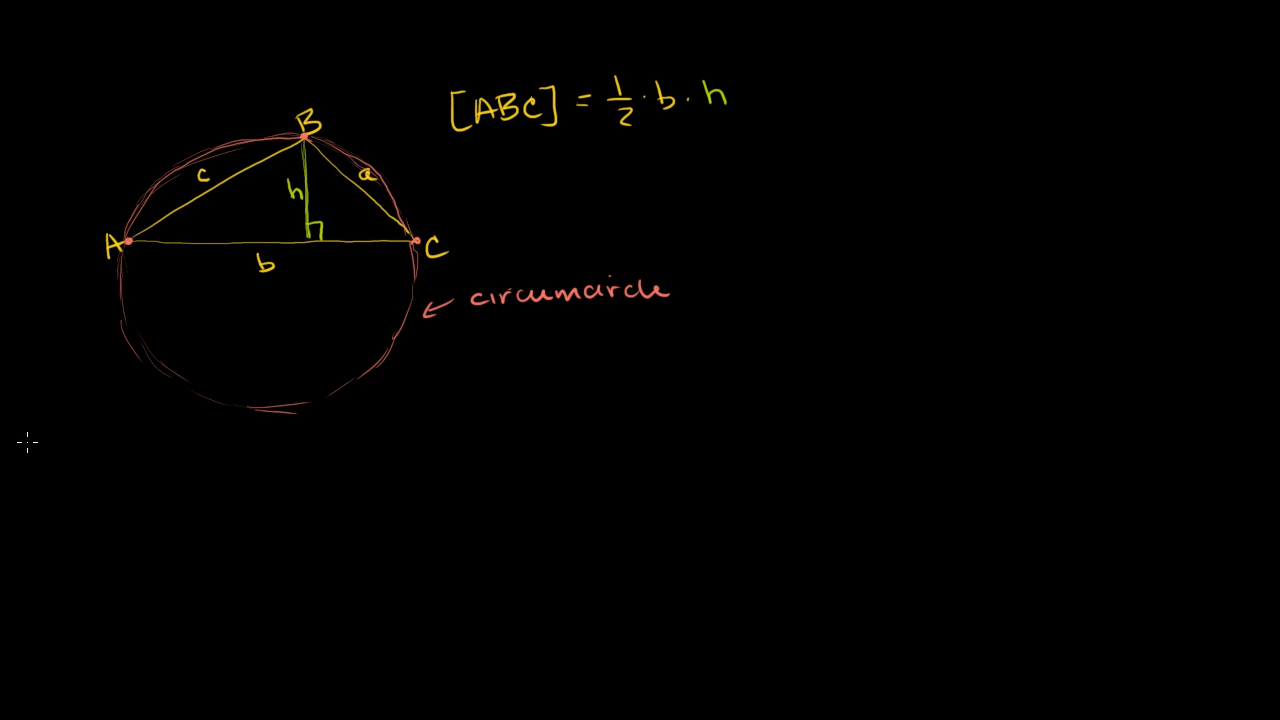 [ABC] = 1/2 · b · h
B
c
a
h
A
C
b
← circumcircle